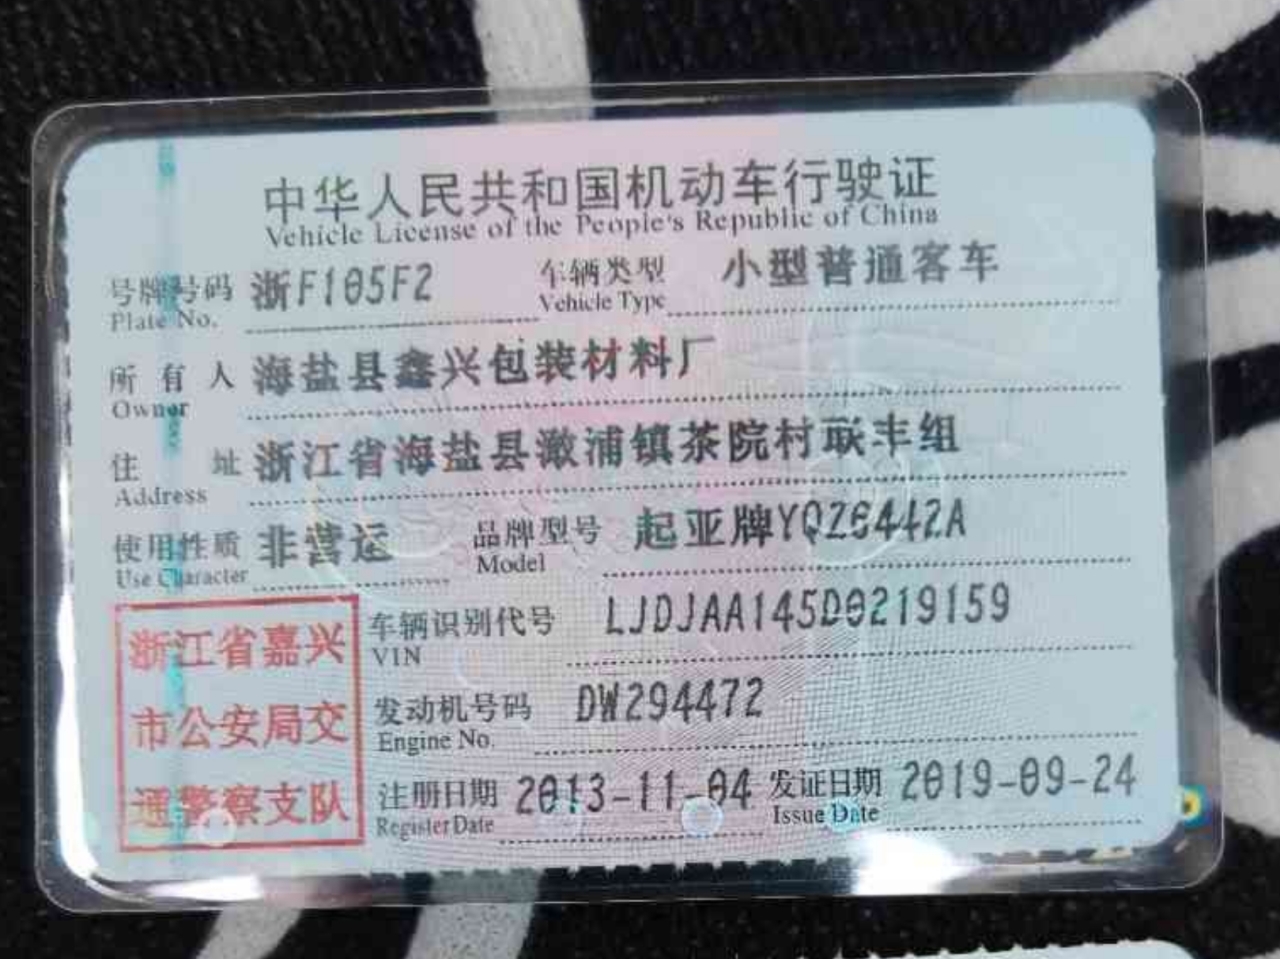 中华人民共和国机动车行驶证
Vehicle License of the People's Republic of China
号牌号码 浙F105F2 车辆类型 小型普通客车
Plate No. Vehicle Type
所有人 海盐县鑫兴包装材料厂
Owner
住址 浙江省海盐县澉浦镇茶院村联丰组
Address
使用性质 非营运 品牌型号 起亚牌YQZ6442A
Use Character Model
浙江省嘉兴
市公安局交
通警察支队
车辆识别代号 LJDJAA145D0219159
VIN
发动机号码 DW294472
Engine No.
注册日期 2013-11-04 发证日期 2019-09-24
Register Date Issue Date